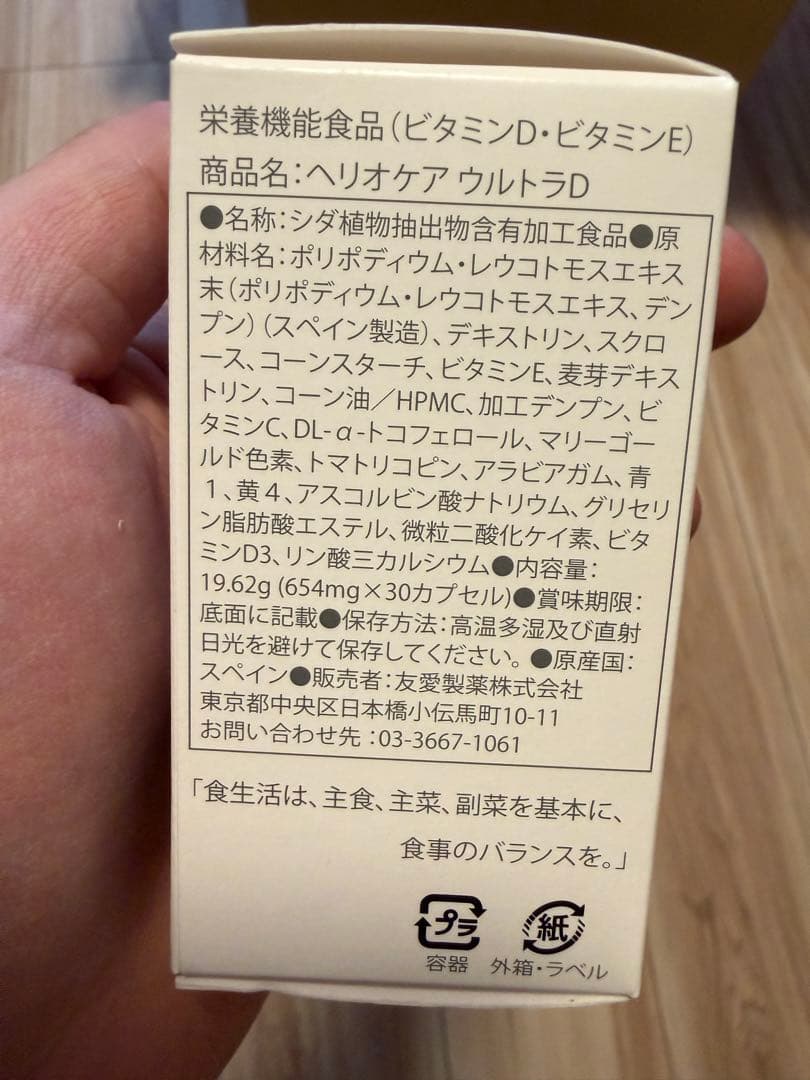 栄養機能食品(ビタミンD・ビタミンE)
商品名:ヘリオケア ウルトラD
●名称:シダ植物抽出物含有加工食品●原
材料名:ポリポディウム・レウコトモスエキス
末(ポリポディウム・レウコトモスエキス、デン
プン)(スペイン製造)、デキストリン、スクロ
ース、コーンスターチ、ビタミンE、麦芽デキス
トリン、コーン油/HPMC、加工デンプン、ビ
タミンC、DL-α-トコフェロール、マリーゴー
ルド色素、トマトリコピン、アラビアガム、青
1、黄4、アスコルビン酸ナトリウム、グリセリ
ン脂肪酸エステル、微粒二酸化ケイ素、ビタ
ミンD3、リン酸三カルシウム●内容量:
19.62g (654mg×30カプセル)●賞味期限:
底面に記載●保存方法:高温多湿及び直射
日光を避けて保存してください。●原産国:
スペイン●販売者:友愛製薬株式会社
東京都中央区日本橋小伝馬町10-11
お問い合わせ先:03-3667-1061
「食生活は、主食、主菜、副菜を基本に、
食事のバランスを。」
プラ 紙
容器 外箱・ラベル